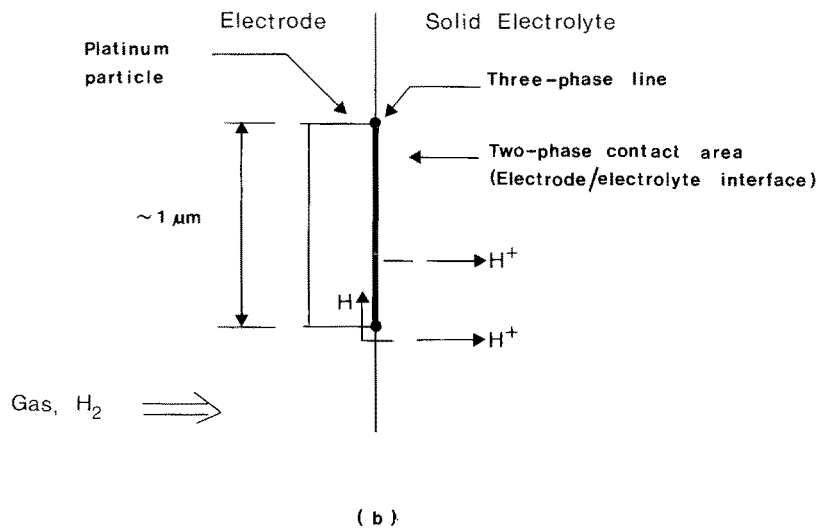 Electrode
Solid Electrolyte
Platinum
particle
Three-phase line
Two-phase contact area
(Electrode/electrolyte interface)
~1 μm
H⁺
H
H⁺
Gas, H₂
(b)